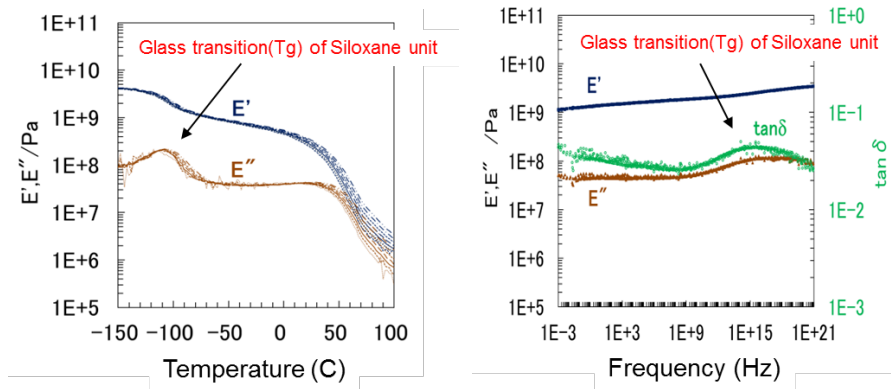 1E+11
1E+10
1E+9
1E+8
1E+7
1E+6
1E+5
E',E''/Pa
Glass transition(Tg) of Siloxane unit
E'
E''
-150 -100 -50 0 50 100
Temperature (C)
1E+11
1E+10
1E+9
1E+8
1E+7
1E+6
1E+5
E',E'' /Pa
Glass transition(Tg) of Siloxane unit
E'
tanδ
E''
1E+0
1E-1
1E-2
1E-3
tan δ
1E-3 1E+3 1E+9 1E+15 1E+21
Frequency (Hz)